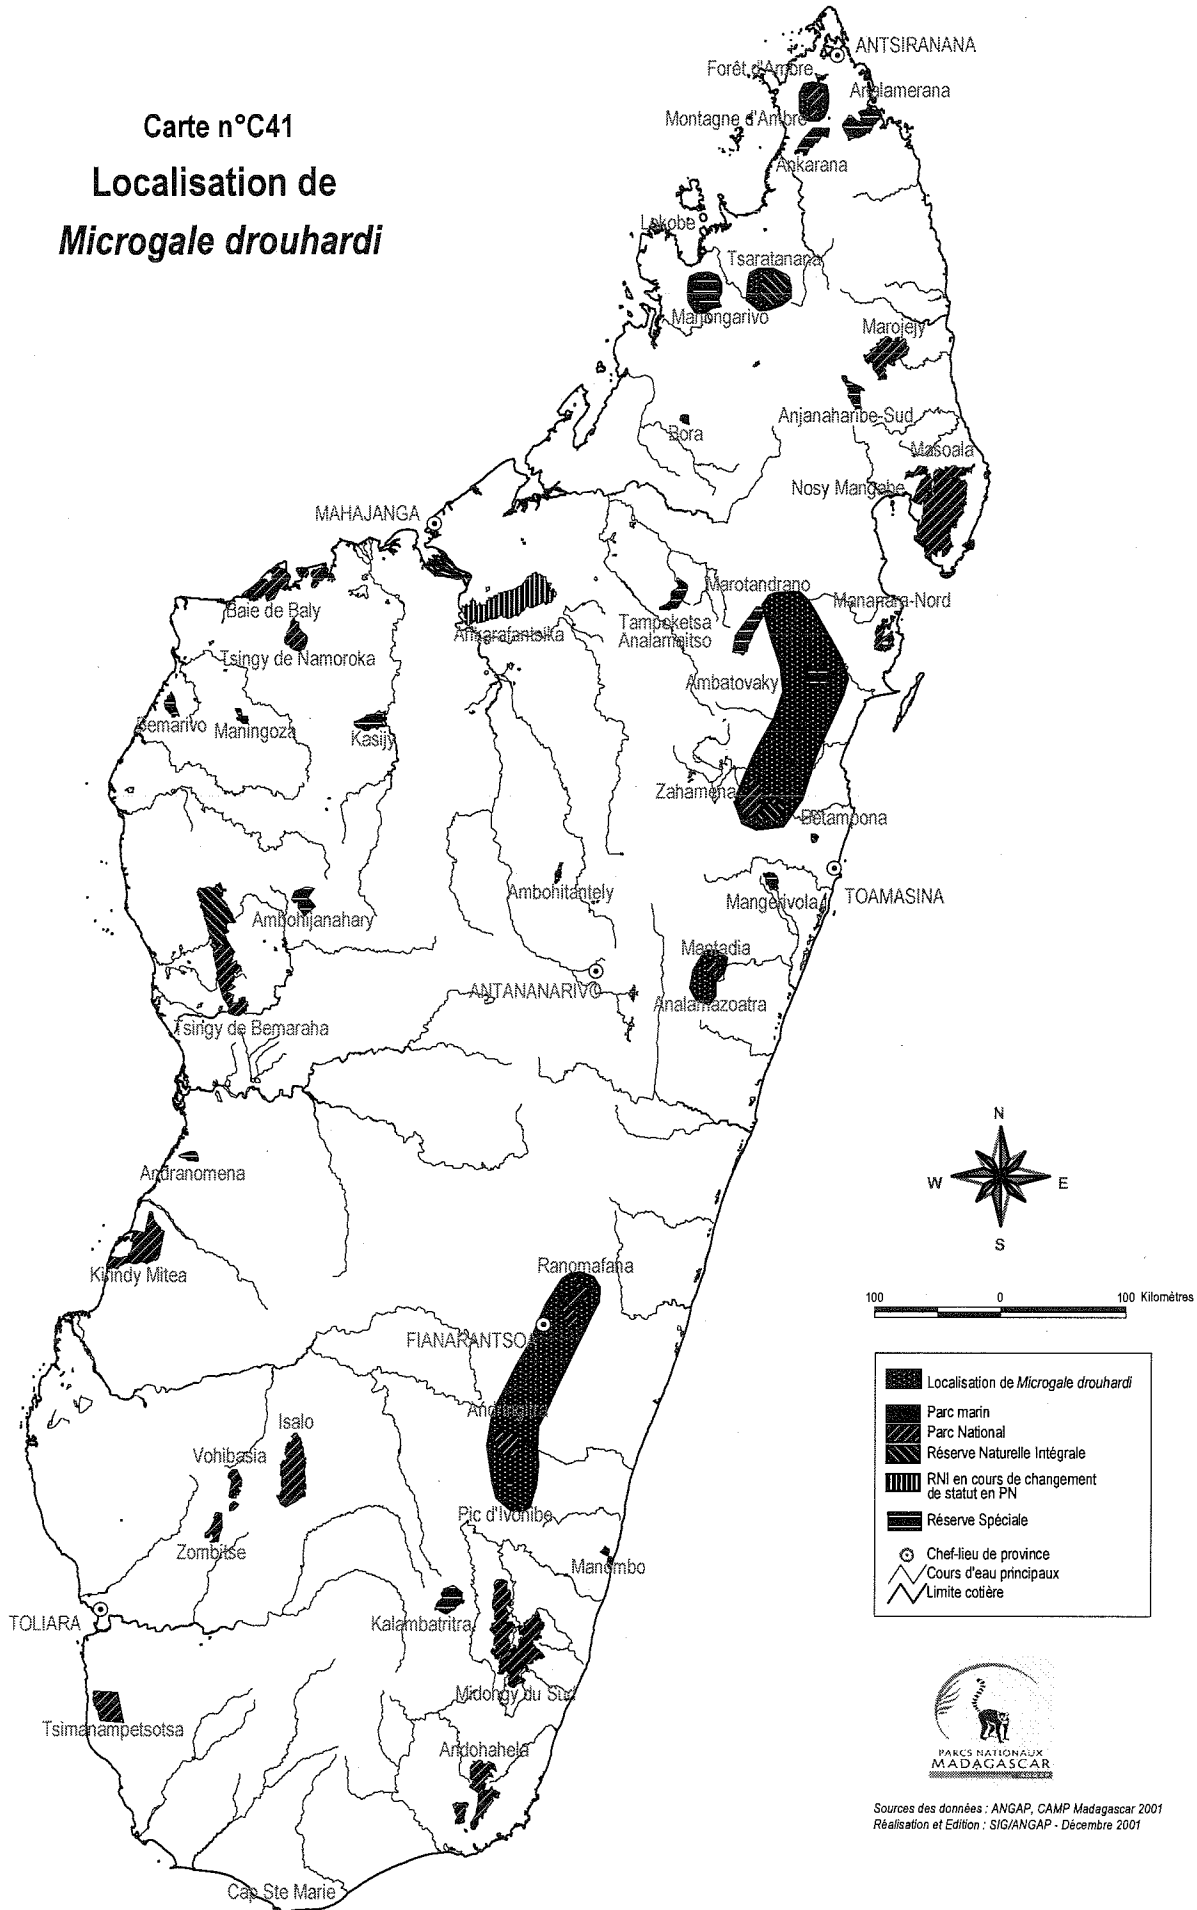 Carte n°C41
Localisation de
Microgale drouhardi
ANTSIRANANA
Forêt d'Ambre
Analamerana
Montagne d'Ambre
Ankarana
Lokobe
Tsaratanana
Manongarivo
Marojejy
Anjanaharibe-Sud
Bora
Masoala
Nosy Mangabe
MAHAJANGA
Marotandrano
Mananara-Nord
Baie de Baly
Ankarafantsika
Tampoketsa
Analamaitso
Tsingy de Namoroka
Ambatovaky
Bemarivo
Maningoza
Kasijy
Zahamena
Betampona
Ambohitantely
Mangerivola
TOAMASINA
Ambohijanahary
Mantadia
ANTANANARIVO
Analamazoatra
Tsingy de Bemaraha
N
W
E
S
Andranomena
Kirindy Mitea
Ranomafana
100
0
100 Kilomètres
FIANARANTSOA
Localisation de Microgale drouhardi
Parc marin
Parc National
Réserve Naturelle Intégrale
RNI en cours de changement
de statut en PN
Réserve Spéciale
Chef-lieu de province
Cours d'eau principaux
Limite cotière
Andringitra
Isalo
Vohibasia
Pic d'Ivohibe
Zombitse
Manombo
TOLIARA
Kalambatritra
Midongy du Sud
Tsimanampetsotsa
Andohahela
PARCS NATIONAUX
MADAGASCAR
Sources des données : ANGAP, CAMP Madagascar 2001
Réalisation et Edition : SIG/ANGAP - Décembre 2001
Cap Ste Marie